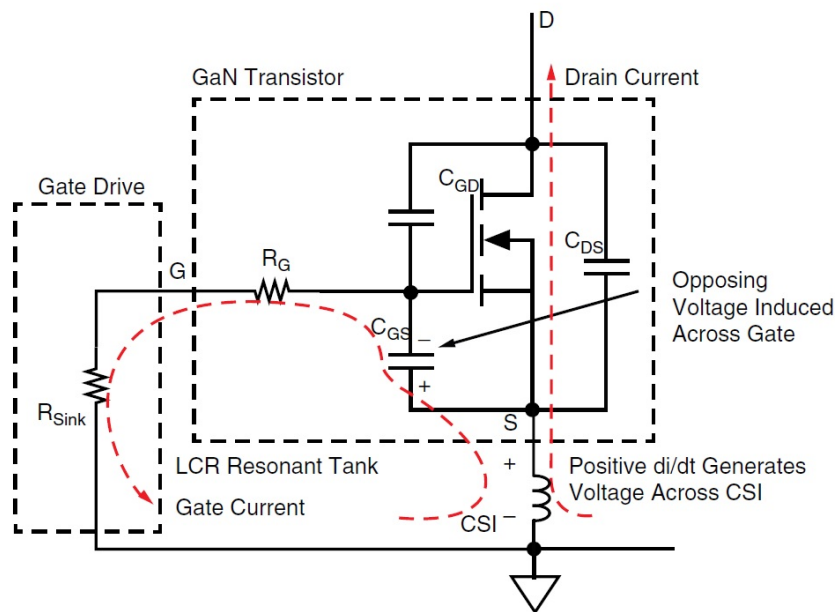 D
GaN Transistor
Drain Current
Gate Drive
CGD
CDS
G
RG
Opposing
Voltage Induced
Across Gate
CGS
–
+
RSink
S
LCR Resonant Tank
Gate Current
+
Positive di/dt Generates
Voltage Across CSI
CSI
–